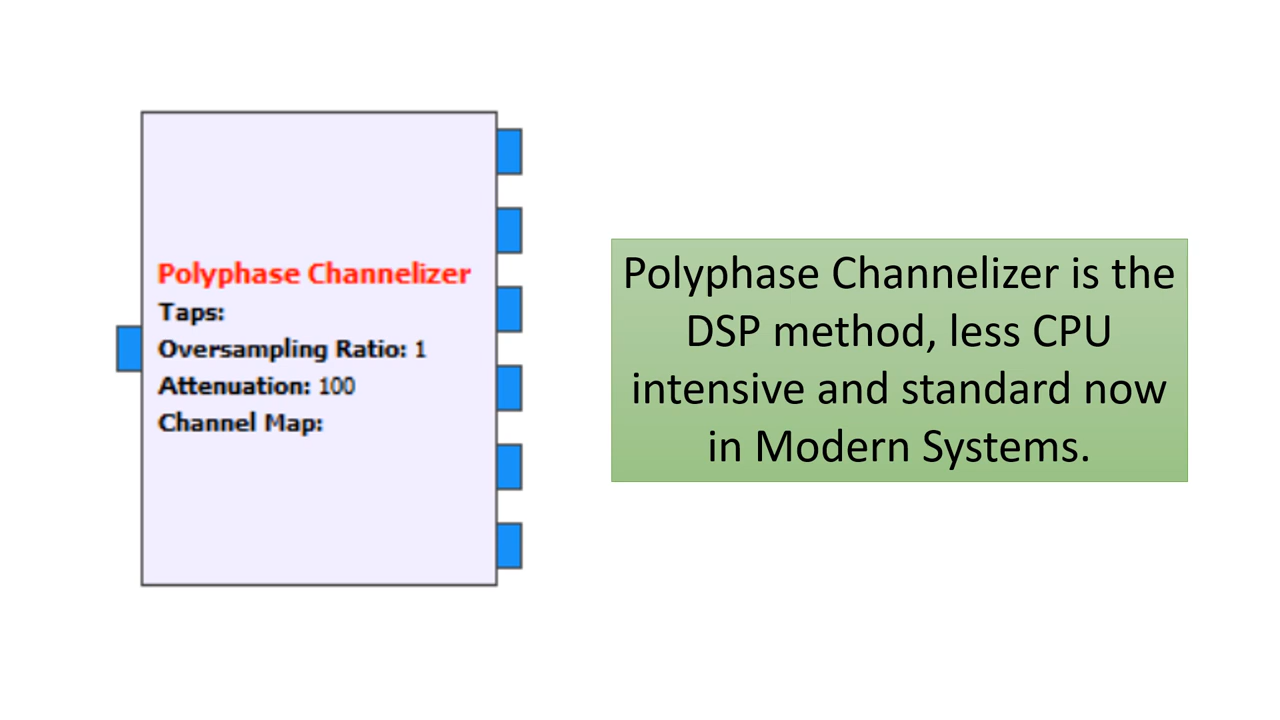 Polyphase Channelizer
Taps:
Oversampling Ratio: 1
Attenuation: 100
Channel Map:
Polyphase Channelizer is the
DSP method, less CPU
intensive and standard now
in Modern Systems.